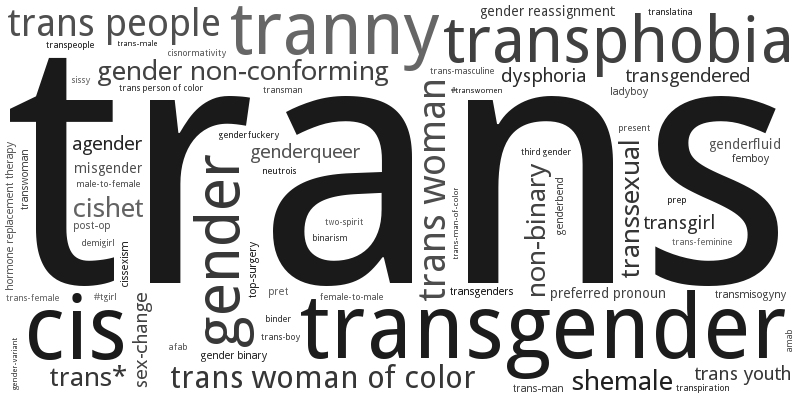 trans people
tranny
gender reassignment
translatina
transpeople
trans-male
cisnormativity
transphobia
sissy
gender non-conforming
trans-masculine
dysphoria
transgendered
trans person of color
transman
#transwomen
ladyboy
trans
agender
genderfuckery
present
misgender
genderqueer
third gender
genderfluid
femboy
male-to-female
neutrois
hormone replacement therapy
transwoman
cishet
gender
trans woman
trans-man-of-color
non-binary
genderbend
transsexual
prep
post-op
two-spirit
transgirl
demigirl
binarism
trans-feminine
cissexism
top-surgery
trans-female
#tgirl
pret
female-to-male
transgenders
preferred pronoun
transmisogyny
cis
sex-change
binder
transgender
trans-boy
afab
gender binary
amab
gender-variant
trans*
trans woman of color
trans-man
shemale
trans youth
transpiration